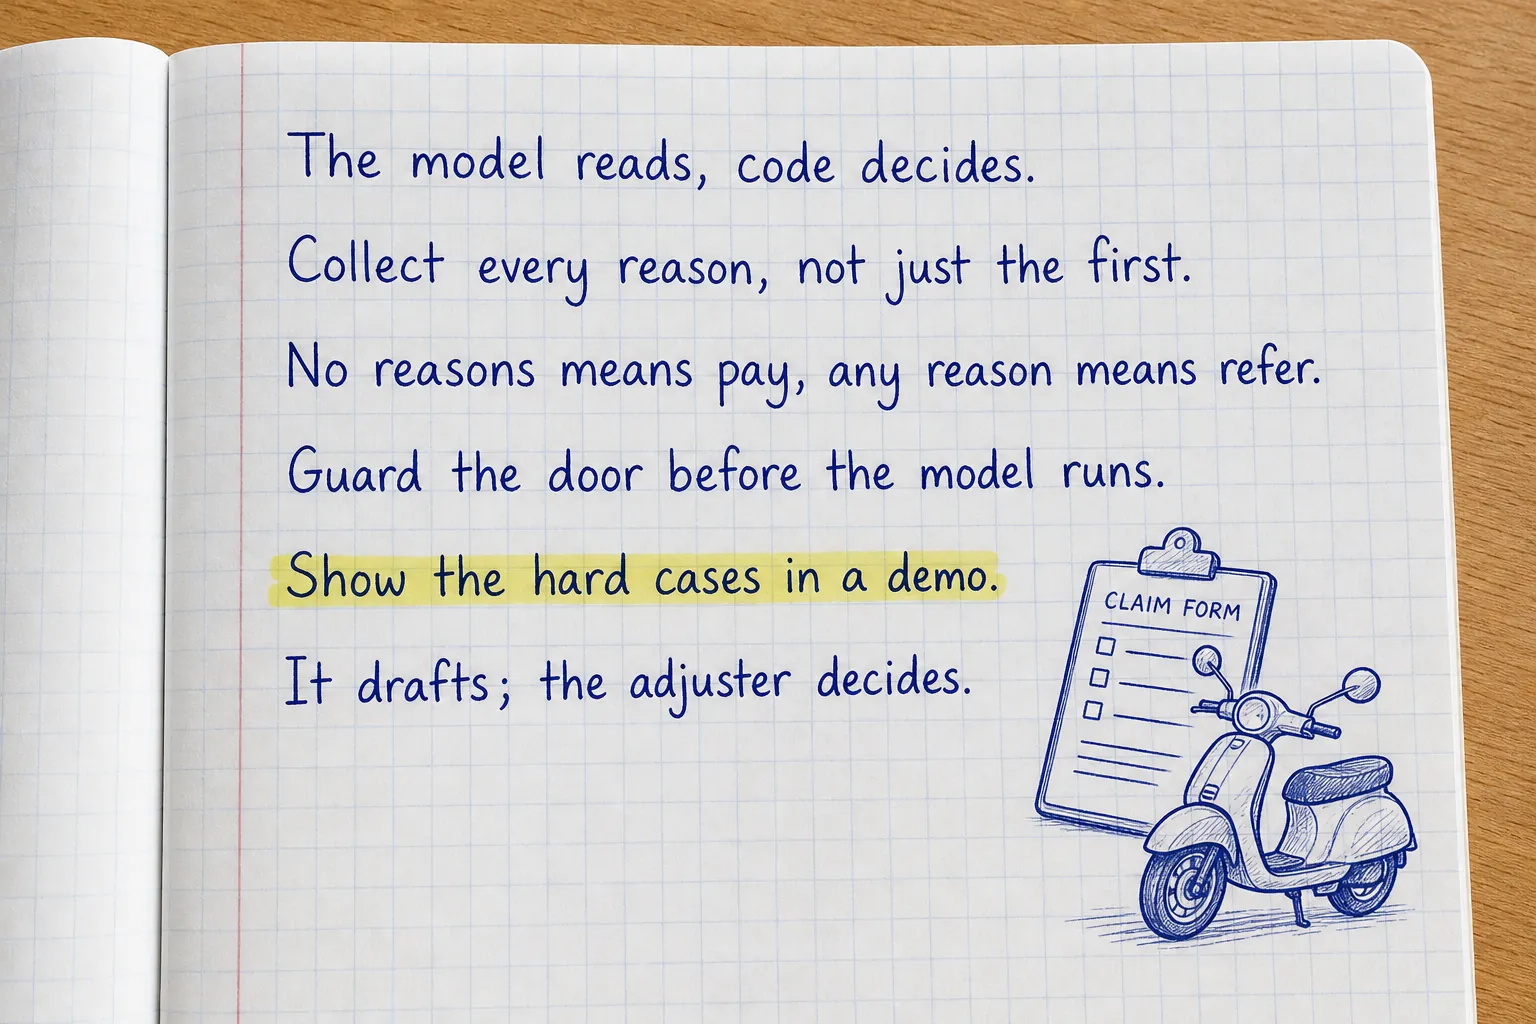 The model reads, code decides.
Collect every reason, not just the first.
No reasons means pay, any reason means refer.
Guard the door before the model runs.
Show the hard cases in a demo.
It drafts; the adjuster decides.
CLAIM FORM